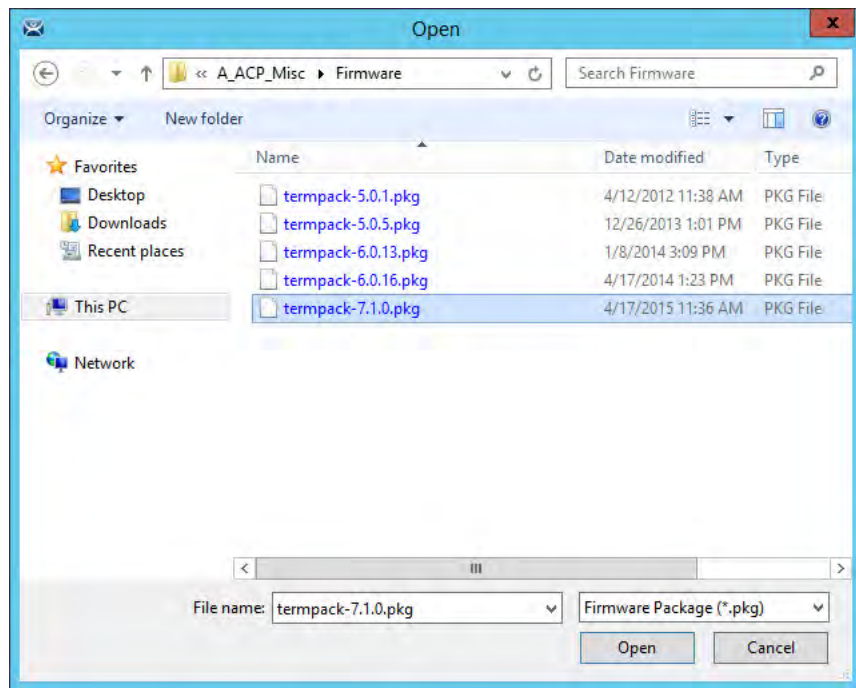 Open
x
« A_ACP_Misc ▸ Firmware
Search Firmware
Organize ▾ New folder
Name Date modified Type
Favorites
Desktop
Downloads
Recent places
This PC
Network
termpack-5.0.1.pkg 4/12/2012 11:38 AM PKG File
termpack-5.0.5.pkg 12/26/2013 1:01 PM PKG File
termpack-6.0.13.pkg 1/8/2014 3:09 PM PKG File
termpack-6.0.16.pkg 4/17/2014 1:23 PM PKG File
termpack-7.1.0.pkg 4/17/2015 11:36 AM PKG File
File name: termpack-7.1.0.pkg Firmware Package (*.pkg)
Open Cancel